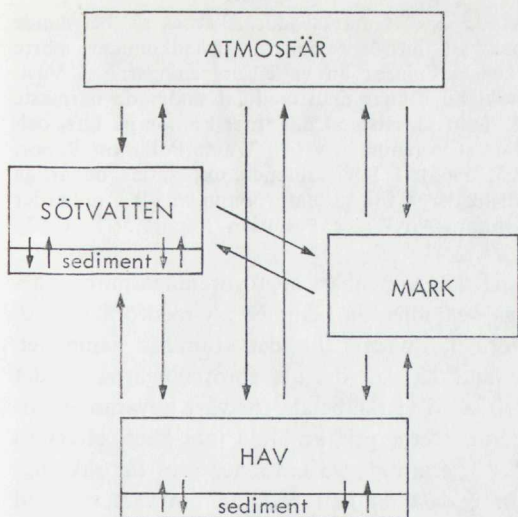 ATMOSFÄR
SÖTVATTEN
sediment
MARK
HAV
sediment